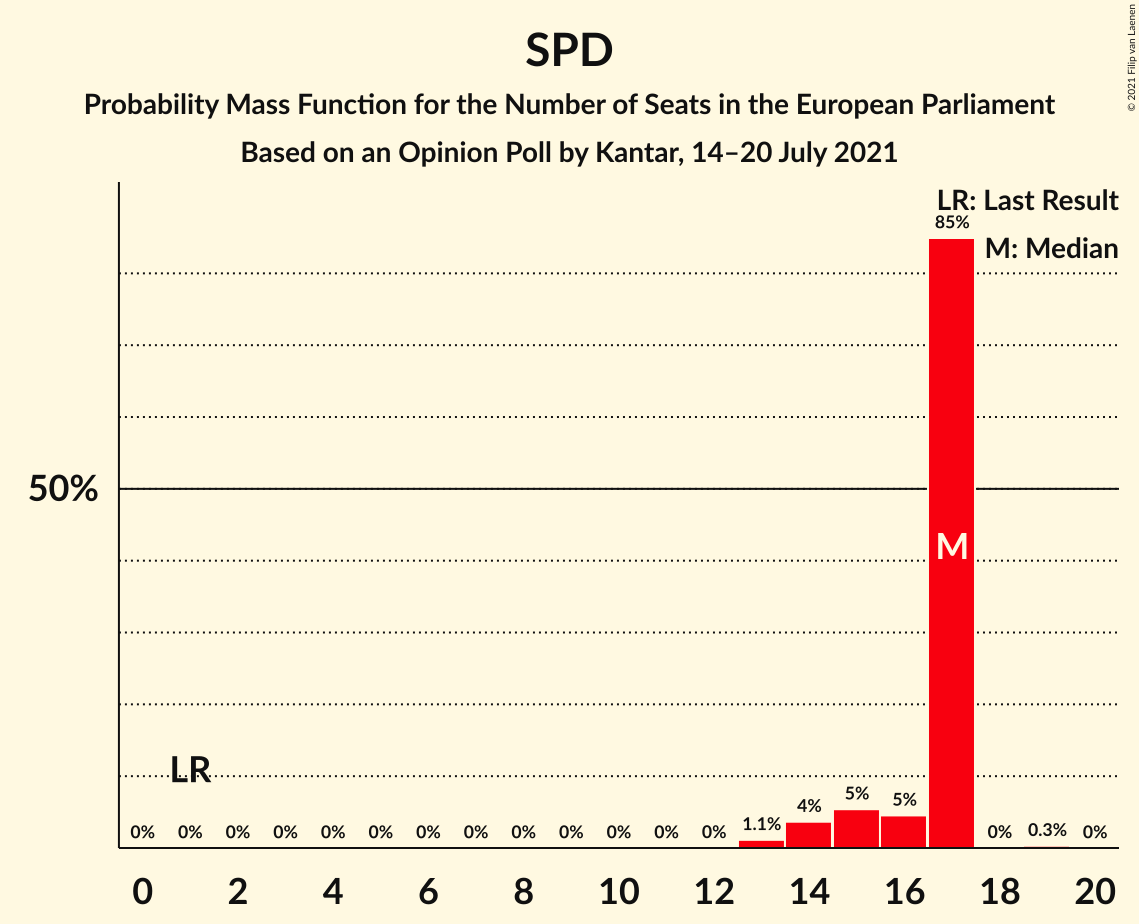 SPD
Probability Mass Function for the Number of Seats in the European Parliament
Based on an Opinion Poll by Kantar, 14–20 July 2021
© 2021 Filip van Laenen
LR: Last Result
85%
M: Median
50%
M
LR
0% 0% 0% 0% 0% 0% 0% 0% 0% 0% 0% 0% 0% 1.1% 4% 5% 5% 0% 0.3% 0%
0 2 4 6 8 10 12 14 16 18 20